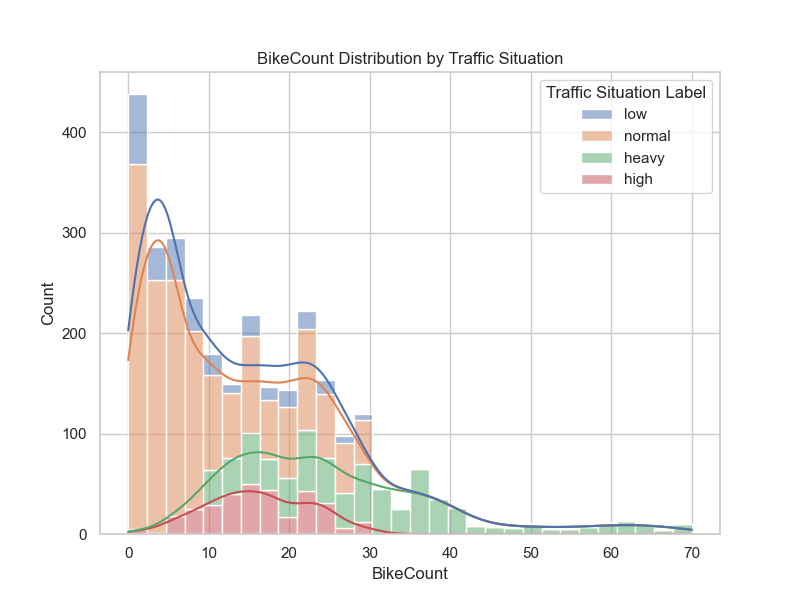 BikeCount Distribution by Traffic Situation
Traffic Situation Label
low
normal
heavy
high
400
300
200
100
0
Count
0 10 20 30 40 50 60 70
BikeCount